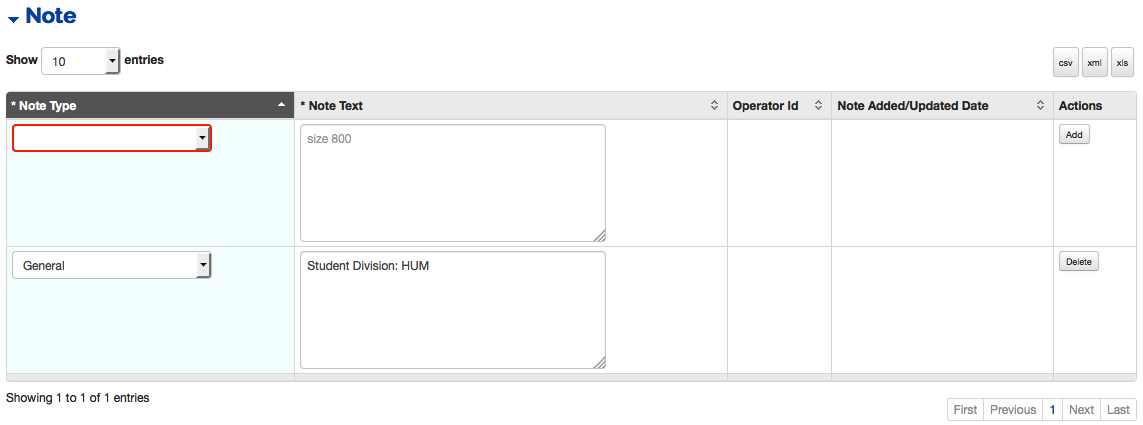 Note
Show 10 entries
csv xml xls
* Note Type * Note Text Operator Id Note Added/Updated Date Actions
size 800 Add
General Student Division: HUM Delete
Showing 1 to 1 of 1 entries
First Previous 1 Next Last